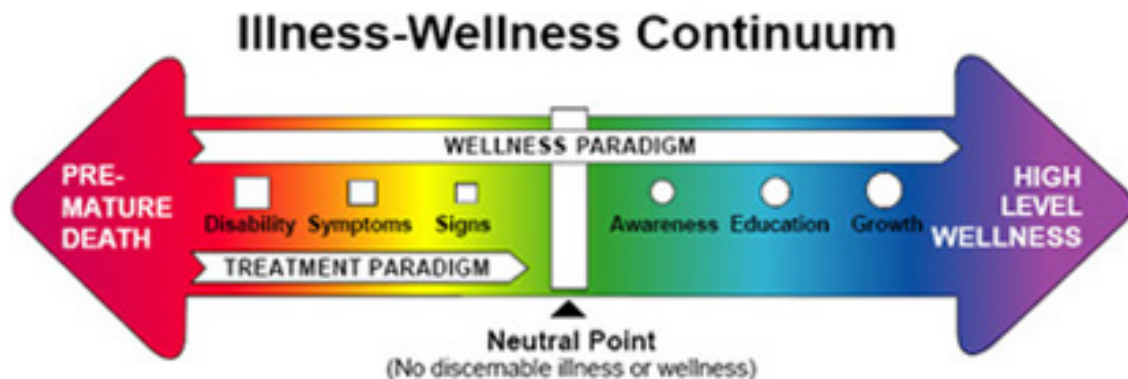 Illness-Wellness Continuum
WELLNESS PARADIGM
PRE-
MATURE
DEATH
Disability Symptoms Signs Awareness Education Growth
HIGH
LEVEL
WELLNESS
TREATMENT PARADIGM
Neutral Point
(No discernable illness or wellness)